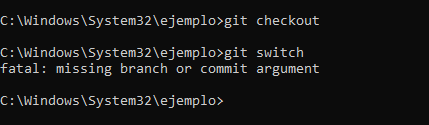 C:\Windows\System32\ejemplo>git checkout
C:\Windows\System32\ejemplo>git switch
fatal: missing branch or commit argument
C:\Windows\System32\ejemplo>